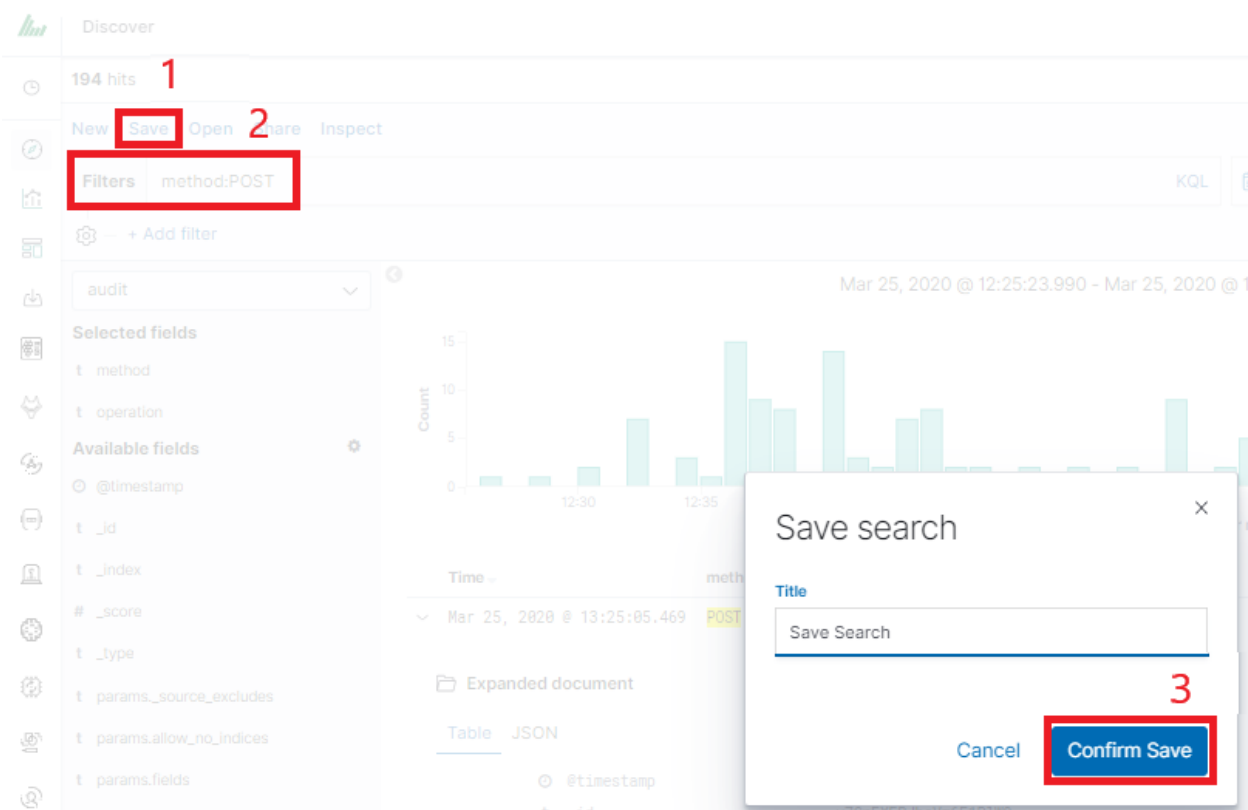 Discover
194 hits
1
New Save Open Share Inspect
2
Filters method:POST KQL
+ Add filter
audit
Mar 25, 2020 @ 12:25:23.990 - Mar 25, 2020 @ 1
Selected fields
t method
t operation
Available fields
@timestamp
t _id
t _index
# _score
t _type
t params._source_excludes
t params.allow_no_indices
t params.fields
Count
15
10
5
0
12:30 12:35
Time meth
Mar 25, 2020 @ 13:25:05.469 POST
Expanded document
Table JSON
@timestamp
Save search
Title
Save Search
3
Cancel Confirm Save